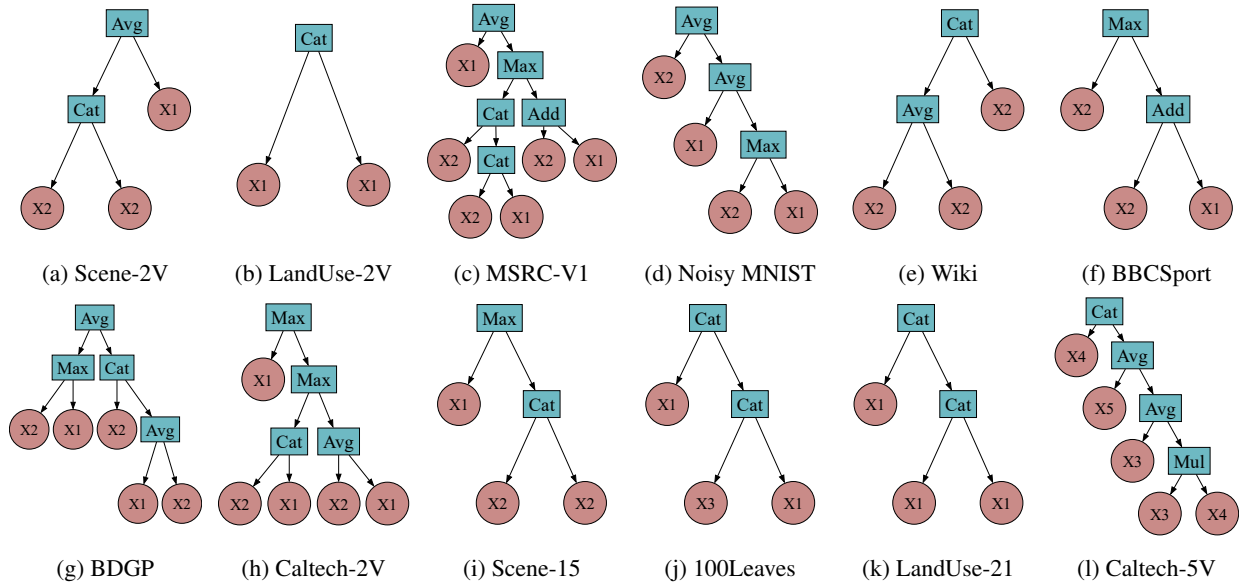 Avg
Cat
X1
X2
X2
(a) Scene-2V
Cat
X1
X1
(b) LandUse-2V
Avg
X1
Max
Cat
Add
X2
Cat
X2
X1
X2
X1
(c) MSRC-V1
Avg
X2
Avg
X1
Max
X2
X1
(d) Noisy MNIST
Cat
Avg
X2
X2
X2
(e) Wiki
Max
X2
Add
X2
X1
(f) BBCSport
Avg
Max
Cat
X2
X1
X2
Avg
X1
X2
(g) BDGP
Max
X1
Max
Cat
Avg
X2
X1
X2
X1
(h) Caltech-2V
Max
X1
Cat
X2
X2
(i) Scene-15
Cat
X1
Cat
X3
X1
(j) 100Leaves
Cat
X1
Cat
X1
X1
(k) LandUse-21
Cat
X4
Avg
X5
Avg
X3
Mul
X3
X4
(l) Caltech-5V